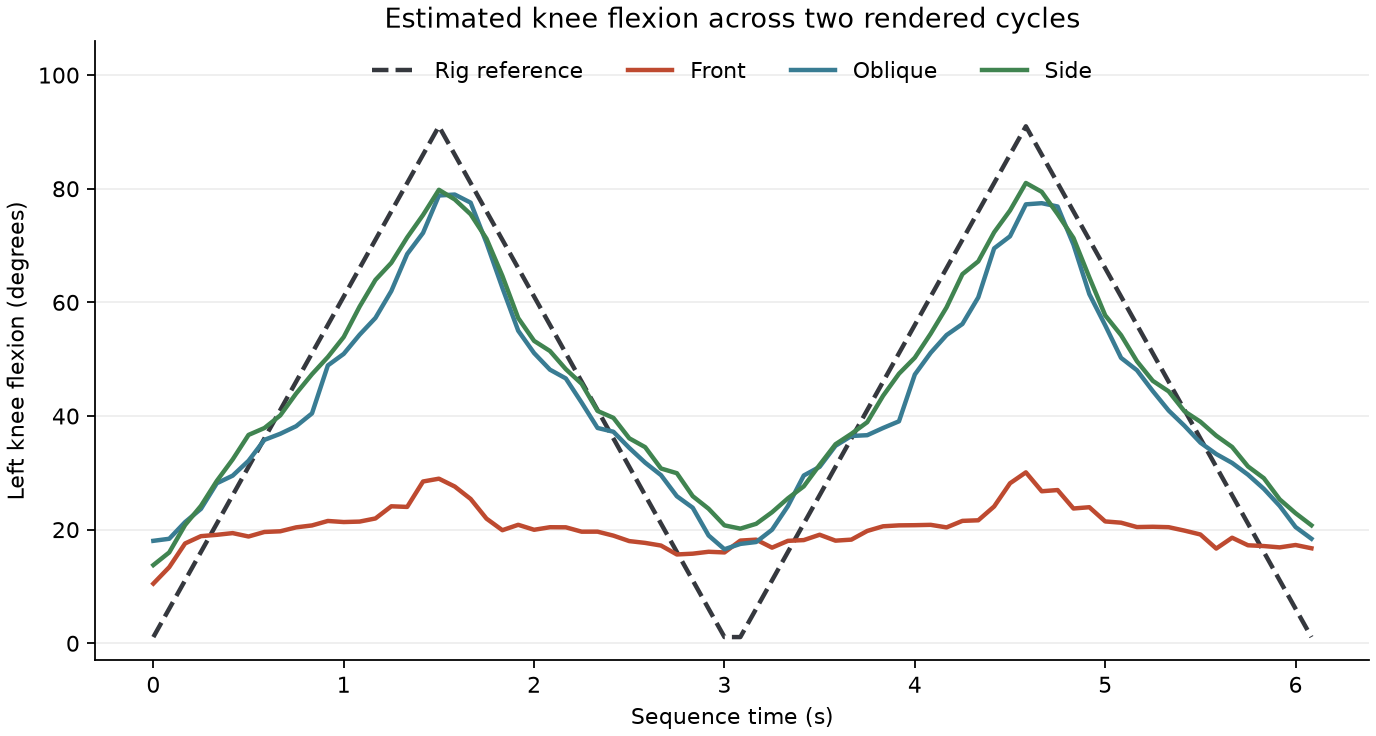 Estimated knee flexion across two rendered cycles
Rig reference Front Oblique Side
Left knee flexion (degrees)
100
80
60
40
20
0
0 1 2 3 4 5 6
Sequence time (s)